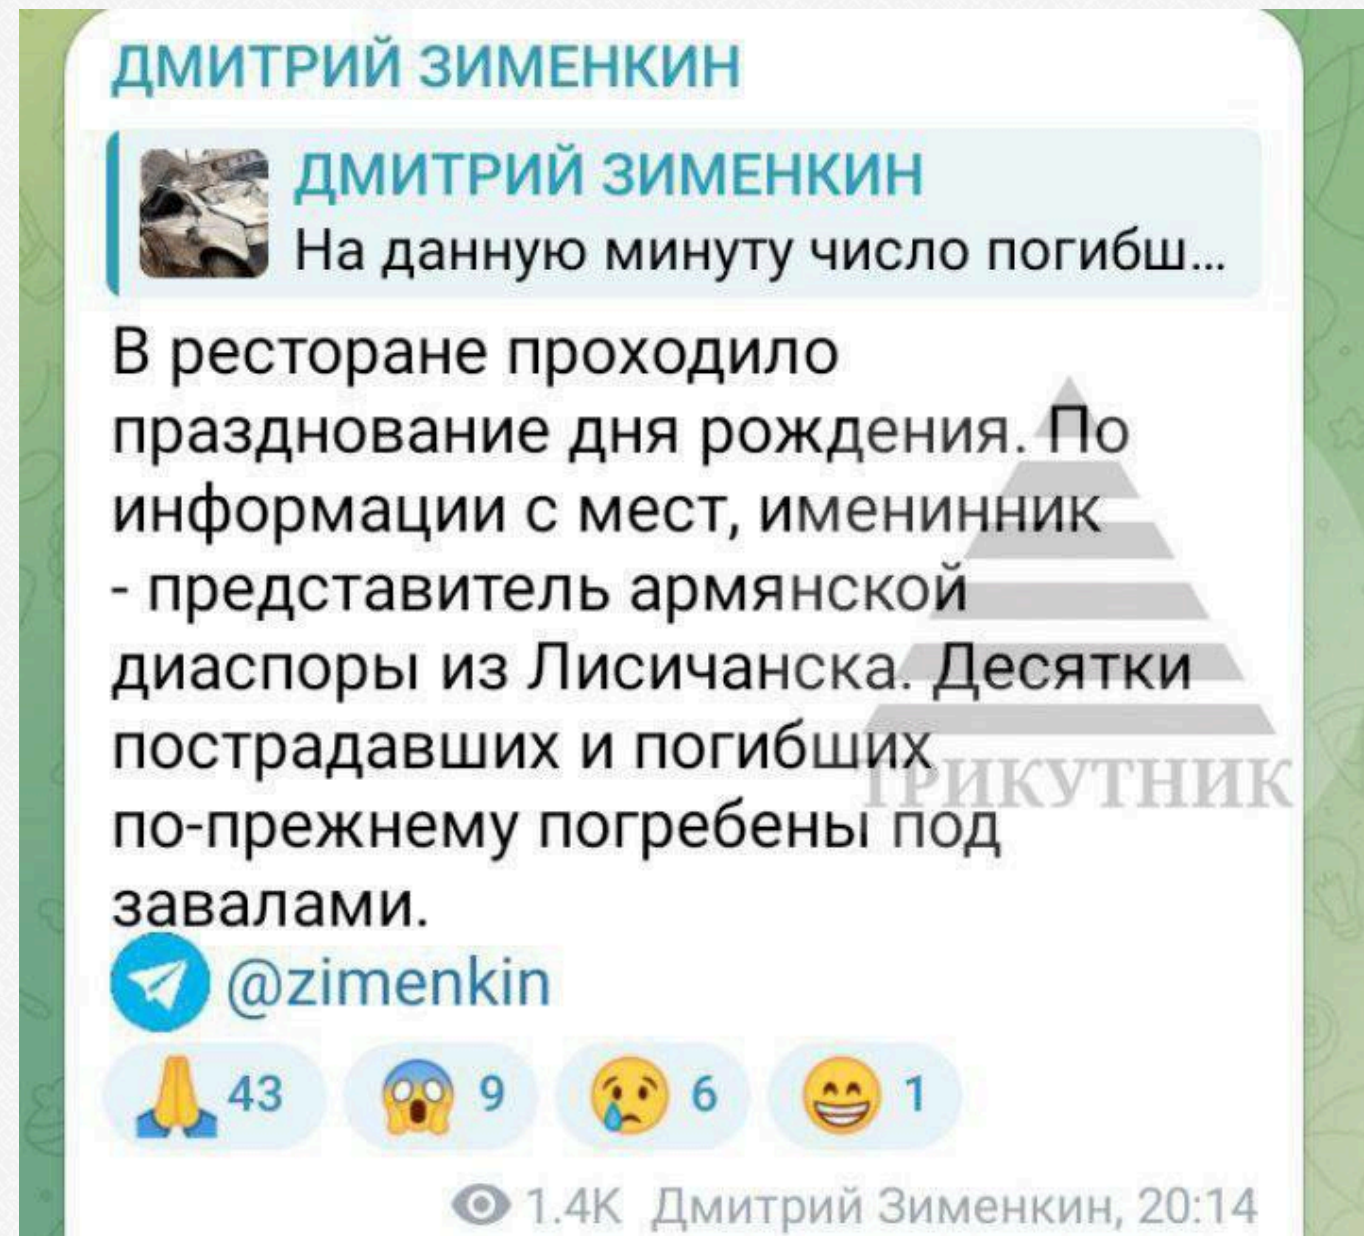 ДМИТРИЙ ЗИМЕНКИН
ДМИТРИЙ ЗИМЕНКИН
На данную минуту число погибш...
В ресторане проходило
празднование дня рождения. По
информации с мест, именинник
- представитель армянской
диаспоры из Лисичанска. Десятки
пострадавших и погибших
ТРИКУТНИК
по-прежнему погребены под
завалами.
@zimenkin
43 9 6 1
1.4K Дмитрий Зименкин, 20:14